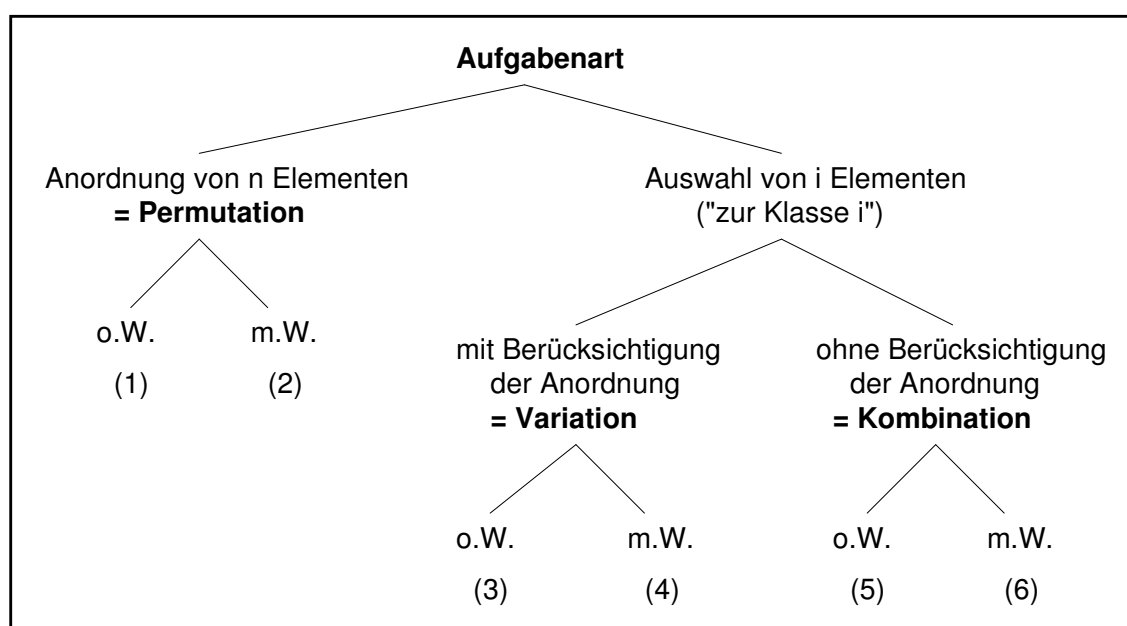 Aufgabenart
Anordnung von n Elementen
= Permutation
Auswahl von i Elementen
("zur Klasse i")
o.W.
m.W.
(1)
(2)
mit Berücksichtigung
der Anordnung
= Variation
ohne Berücksichtigung
der Anordnung
= Kombination
o.W.
m.W.
o.W.
m.W.
(3)
(4)
(5)
(6)